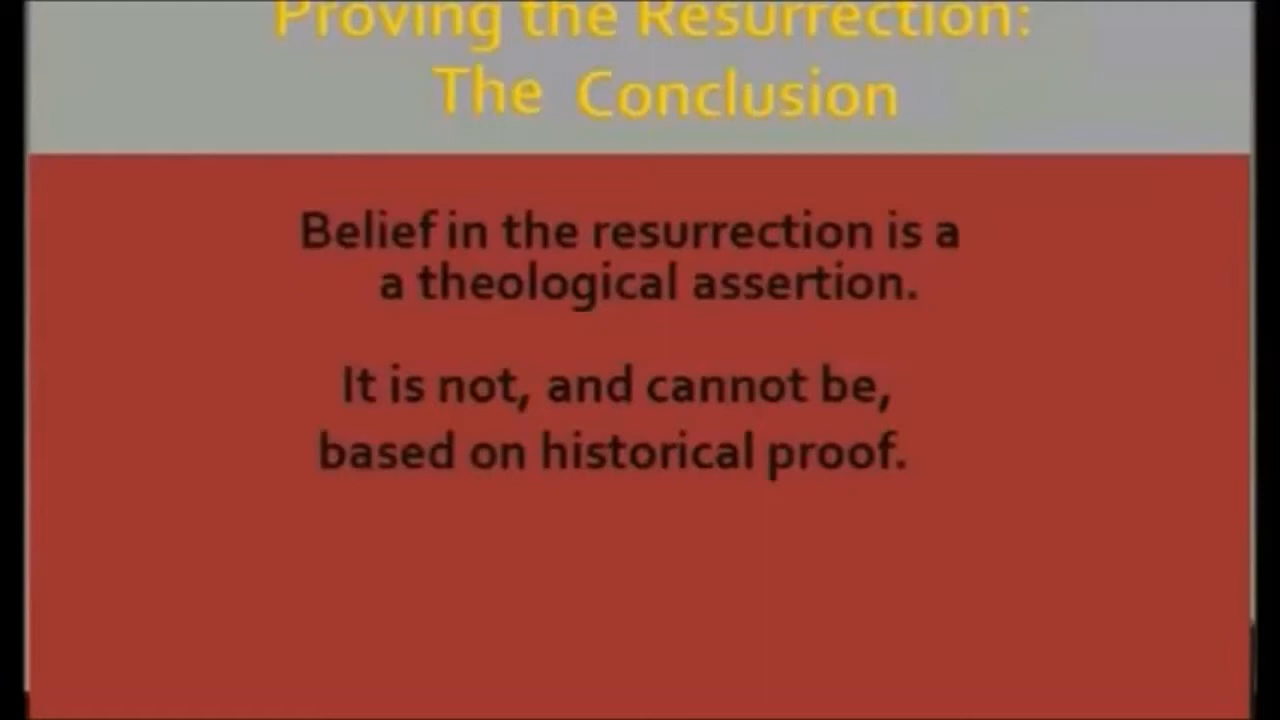 Proving the Resurrection:
The Conclusion
Belief in the resurrection is a
a theological assertion.
It is not, and cannot be,
based on historical proof.